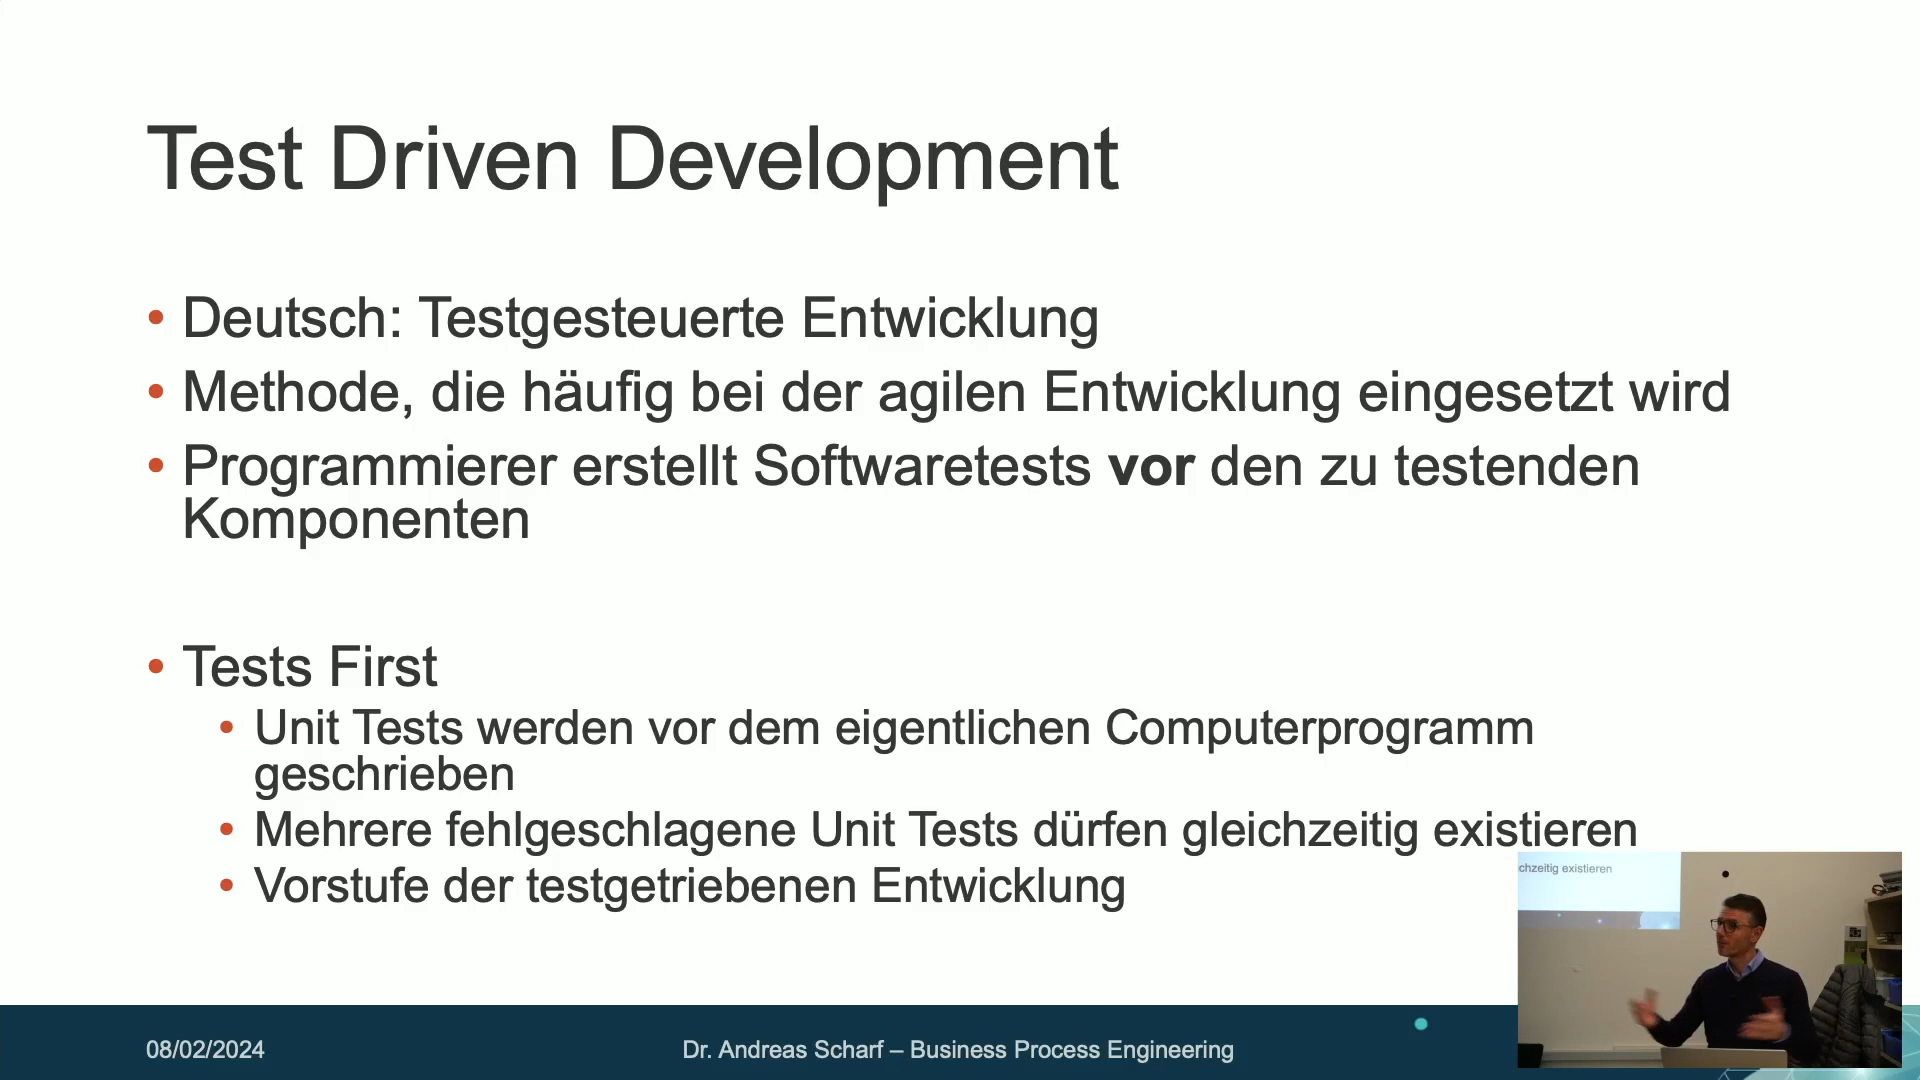 Test Driven Development
• Deutsch: Testgesteuerte Entwicklung
• Methode, die häufig bei der agilen Entwicklung eingesetzt wird
• Programmierer erstellt Softwaretests vor den zu testenden
Komponenten
• Tests First
• Unit Tests werden vor dem eigentlichen Computerprogramm
geschrieben
• Mehrere fehlgeschlagene Unit Tests dürfen gleichzeitig existieren
• Vorstufe der testgetriebenen Entwicklung
chzeitig existieren
08/02/2024
Dr. Andreas Scharf – Business Process Engineering